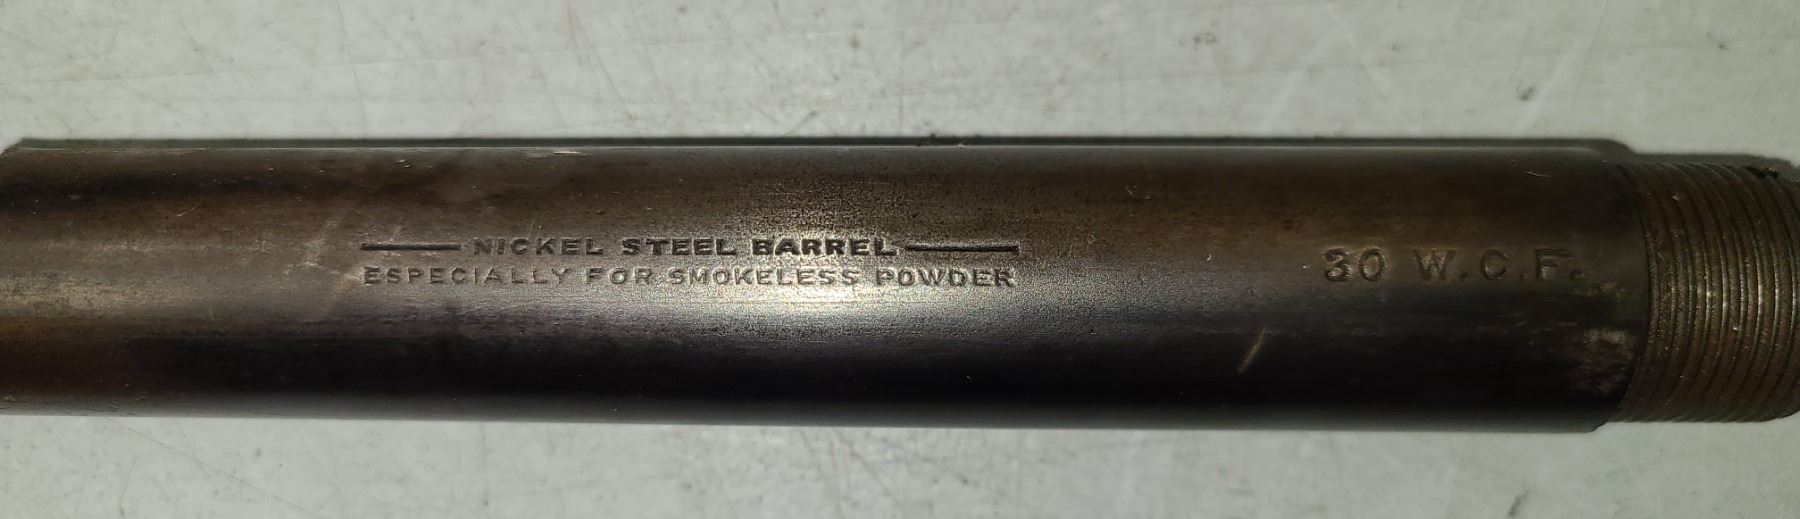 NICKEL STEEL BARREL
ESPECIALLY FOR SMOKELESS POWDER
30 W.C.F.